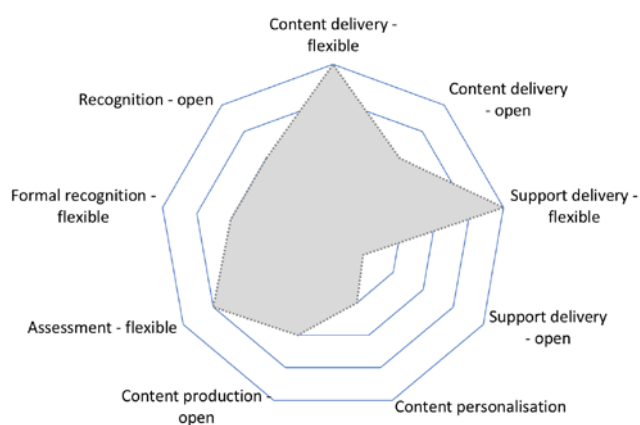 Content delivery -
flexible
Content delivery
- open
Support delivery -
flexible
Support delivery
- open
Content personalisation
Content production -
open
Assessment - flexible
Formal recognition -
flexible
Recognition - open